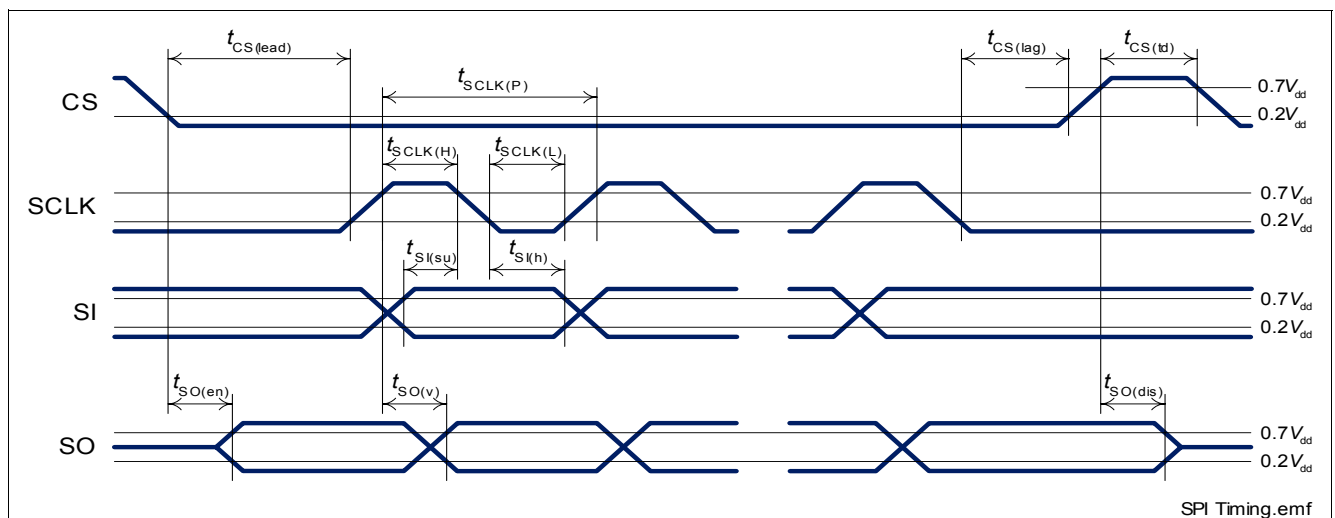 tCS(lead)
tCS(lag)
tCS(td)
tSCLK(P)
CS
0.7Vdd
0.2Vdd
tSCLK(H)
tSCLK(L)
SCLK
0.7Vdd
0.2Vdd
tSI(su)
tSI(h)
SI
0.7Vdd
0.2Vdd
tSO(en)
tSO(v)
tSO(dis)
SO
0.7Vdd
0.2Vdd
SPI Timing.emf